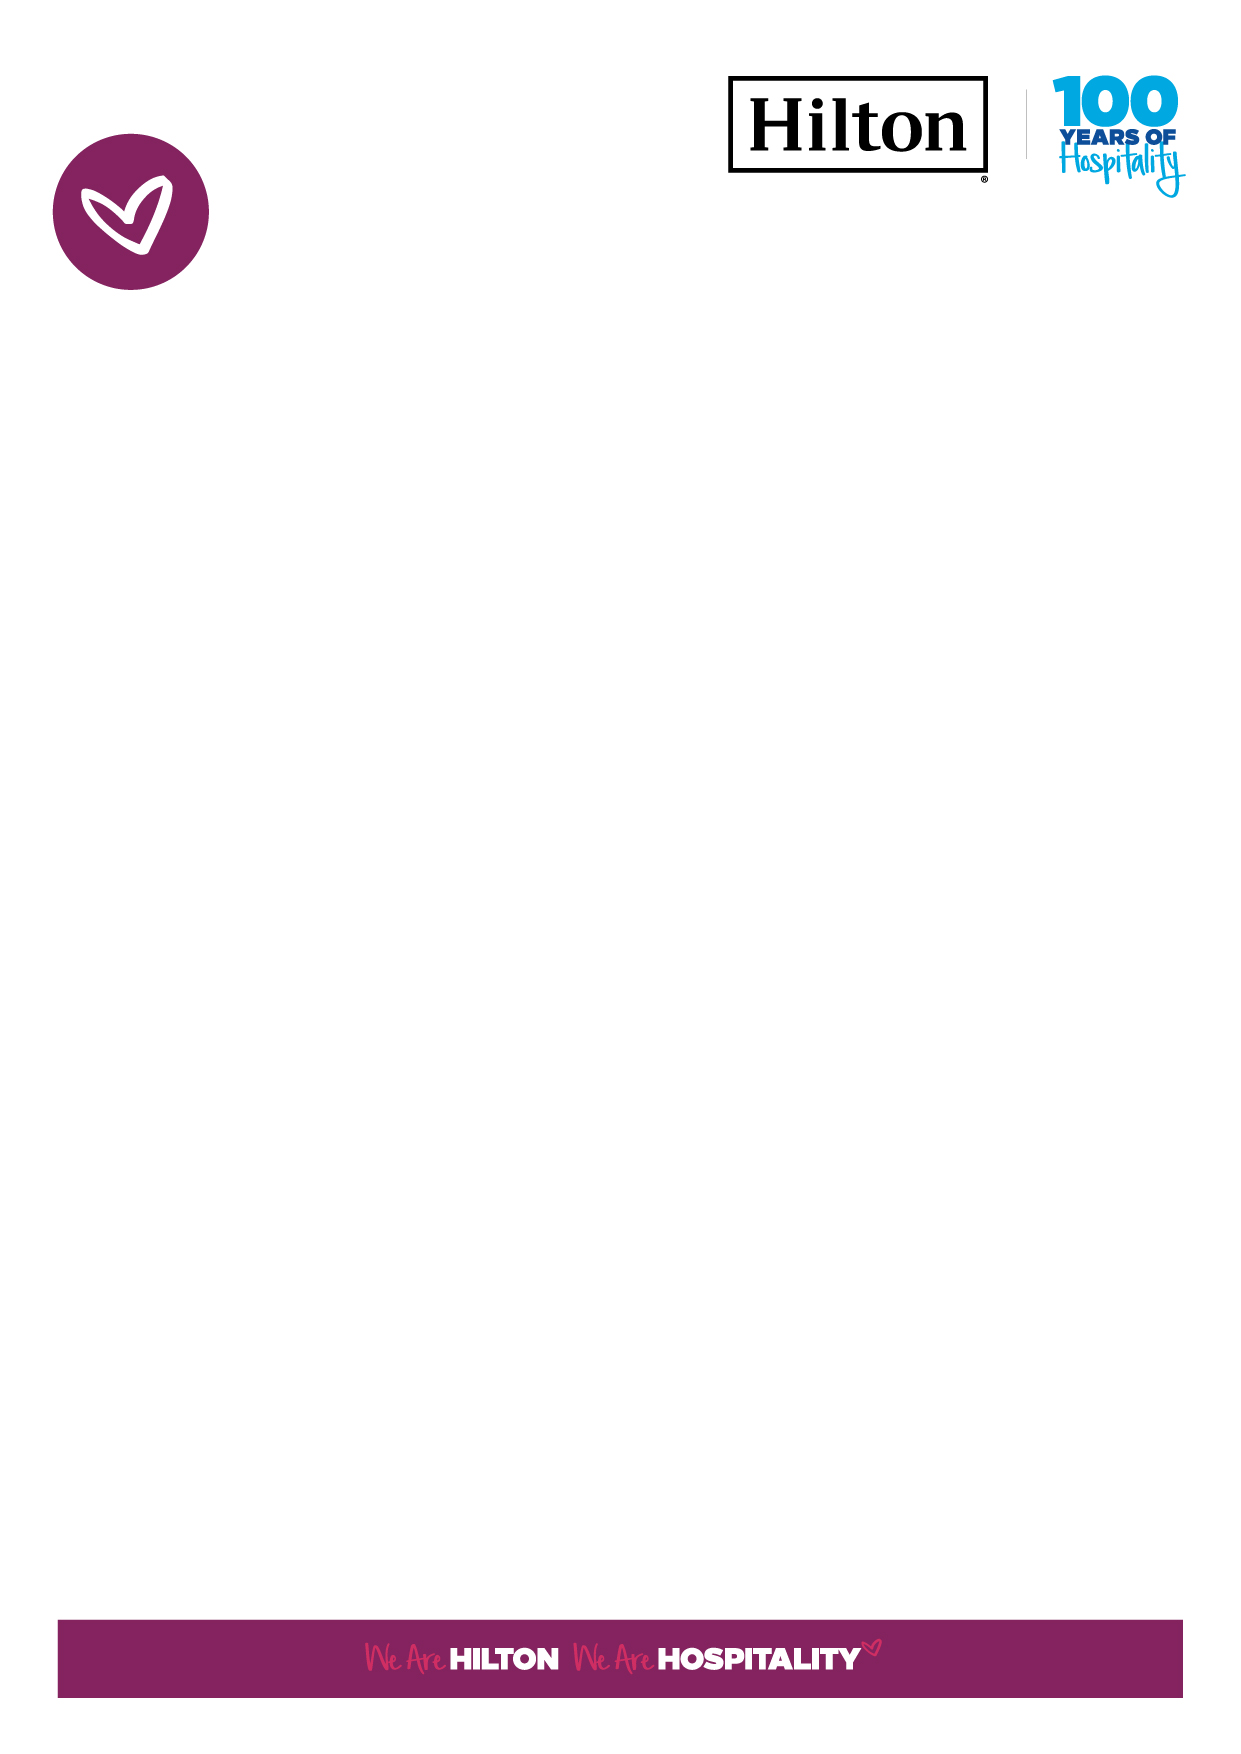 Hilton
®
100
YEARS OF
Hospitality
We Are HILTON We Are HOSPITALITY